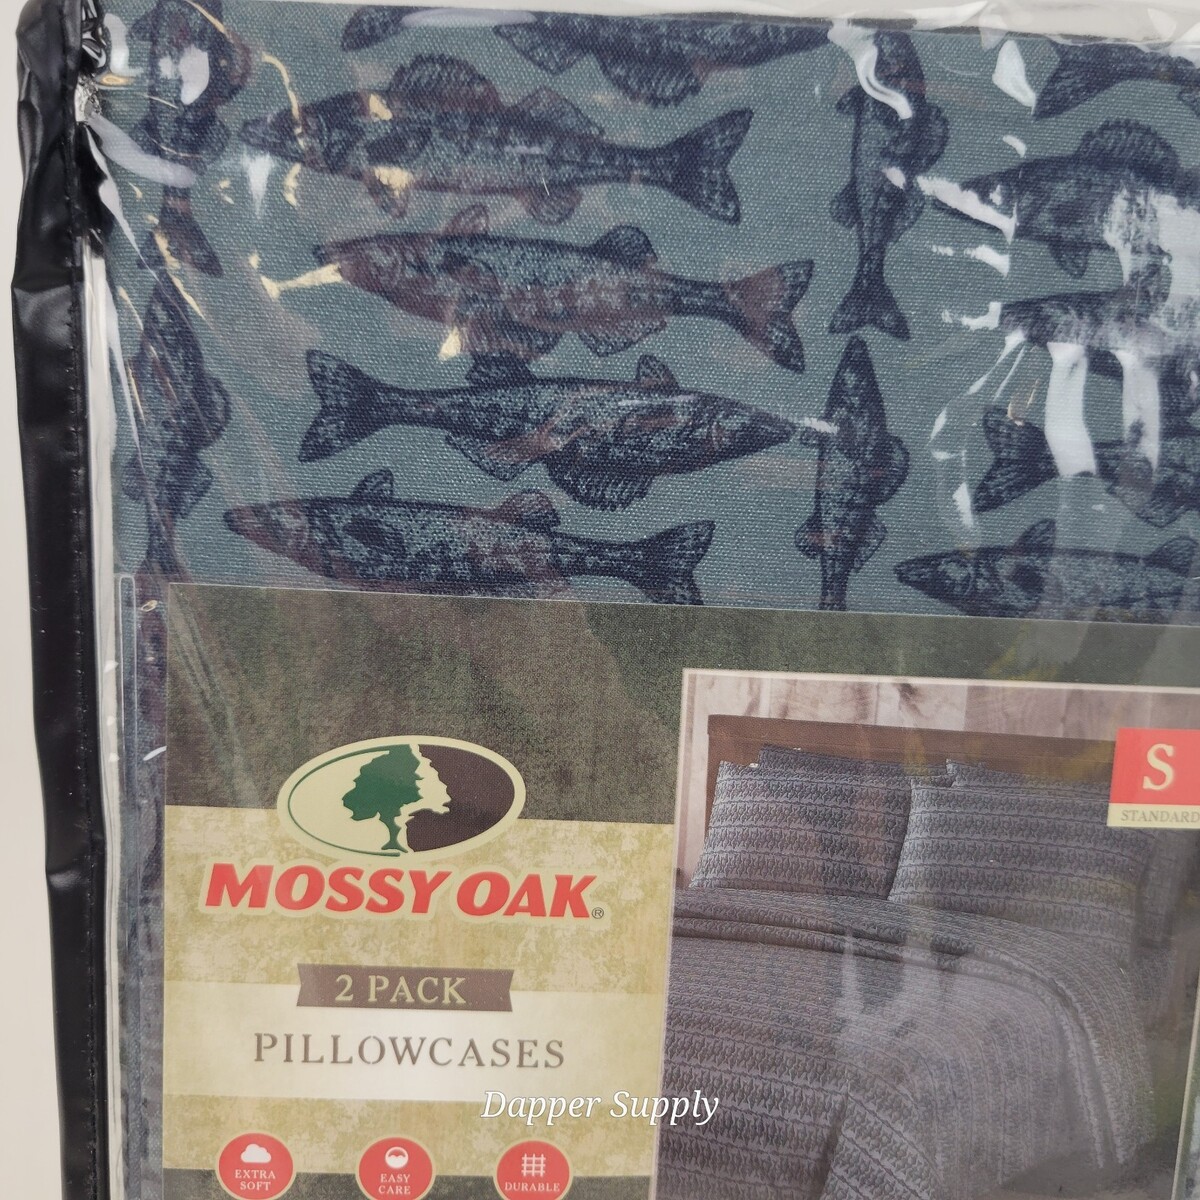 S
STANDARD
MOSSY OAK®
2 PACK
PILLOWCASES
Dapper Supply
EXTRA
SOFT
EASY
CARE
DURABLE